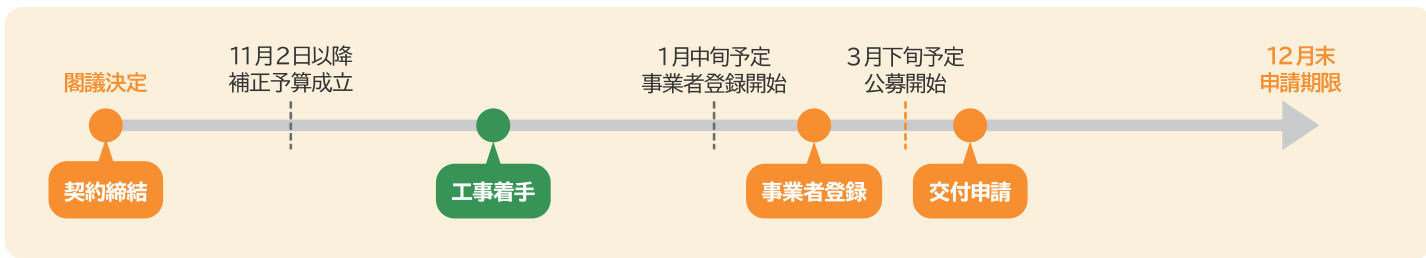 閣議決定
11月2日以降
補正予算成立
1月中旬予定
事業者登録開始
3月下旬予定
公募開始
12月末
申請期限
契約締結
工事着手
事業者登録
交付申請